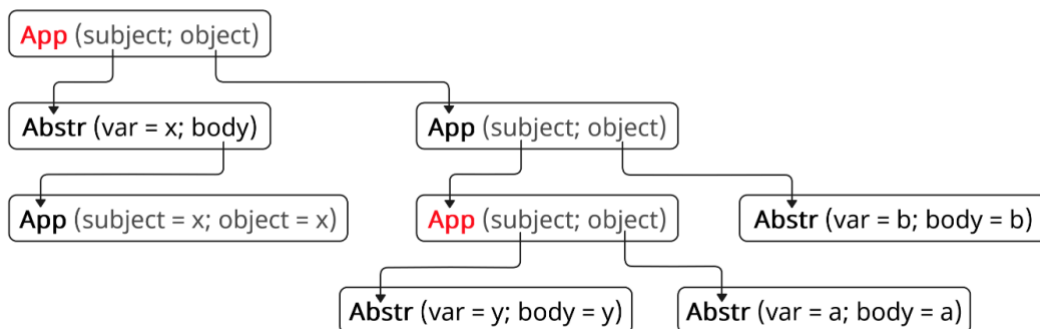 App (subject; object)
Abstr (var = x; body)
App (subject; object)
App (subject = x; object = x)
App (subject; object)
Abstr (var = b; body = b)
Abstr (var = y; body = y)
Abstr (var = a; body = a)